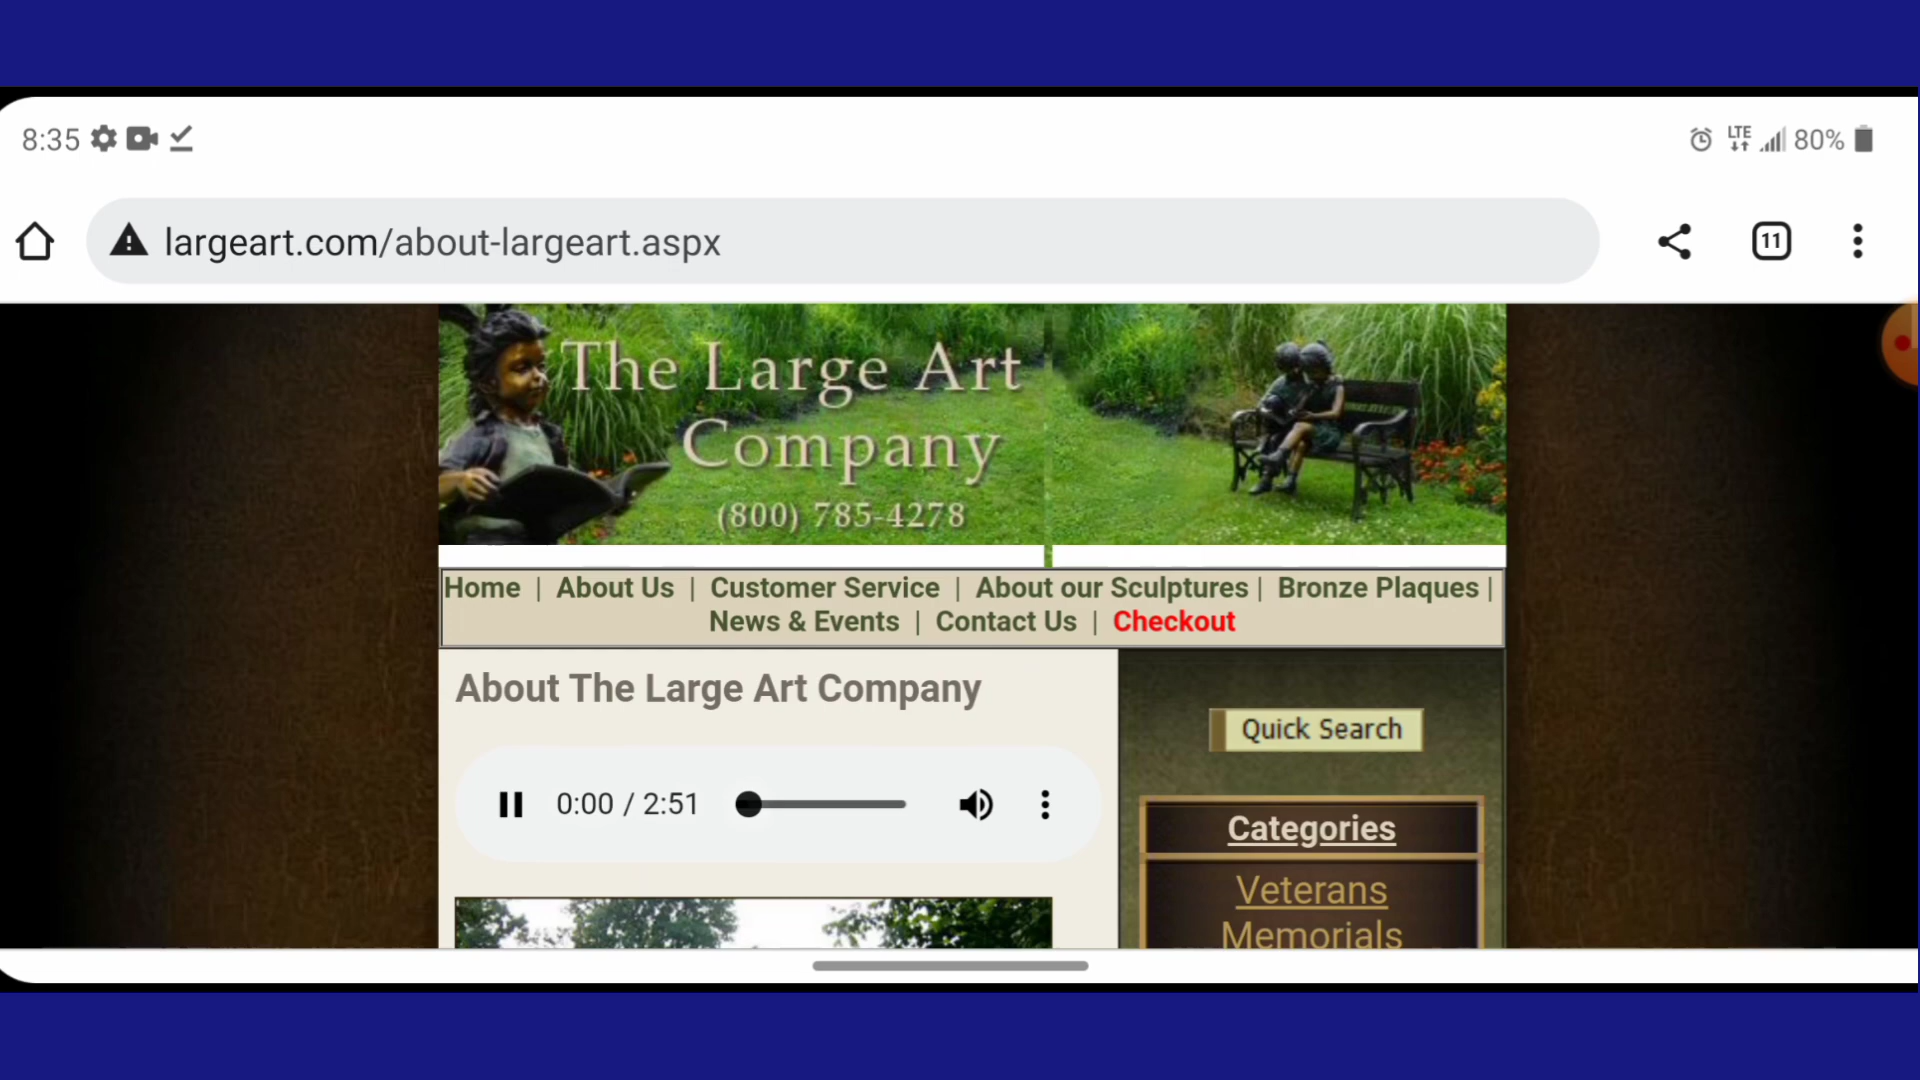 8:35
LTE 80%
largeart.com/about-largeart.aspx
11
The Large Art
Company
(800) 785-4278
Home | About Us | Customer Service | About our Sculptures | Bronze Plaques |
News & Events | Contact Us | Checkout
About The Large Art Company
0:00 / 2:51
Quick Search
Categories
Veterans
Memorials